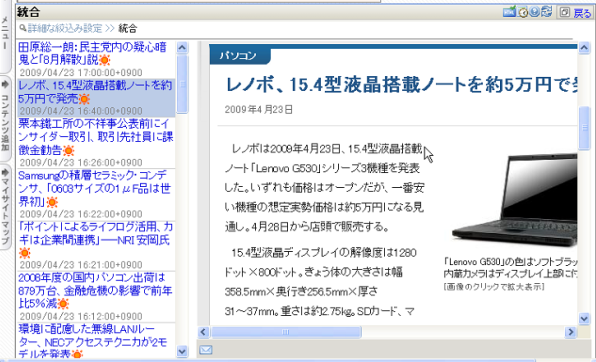 統合
戻る
詳細な絞込み設定 >> 統合
メニュー
コンテンツ追加
マイサイトマップ
田原総一朗:民主党内の疑心暗
鬼と「8月解散」説
2009/04/23 17:00:00+0900
レノボ、15.4型液晶搭載ノートを約
5万円で発売
2009/04/23 16:40:00+0900
栗本鐵工所の不祥事公表前にイ
ンサイダー取引、取引先社員に課
徴金勧告
2009/04/23 16:26:00+0900
Samsungの積層セラミック・コンデ
ンサ、「0603サイズの1μF品は世
界初」
2009/04/23 16:22:00+0900
「ポイントによるライフログ活用、カ
ギは企業間連携」――NRI 安岡氏
2009/04/23 16:21:00+0900
2008年度の国内パソコン出荷は
879万台、金融危機の影響で前年
比5%減
2009/04/23 16:12:00+0900
環境に配慮した無線LANルー
ター、NECアクセステクニカが2モ
デルを発表
パソコン
レノボ、15.4型液晶搭載ノートを約5万円で
2009年4月23日
レノボは2009年4月23日、15.4型液晶搭載
ノート「Lenovo G530」シリーズ3機種を発表
した。いずれも価格はオープンだが、一番安
い機種の想定実勢価格は約5万円になる見
通し。4月28日から店頭で販売する。
15.4型液晶ディスプレイの解像度は1280
ドット×800ドット。きょう体の大きさは幅
358.5mm×奥行き256.5mm×厚さ
31～37mm。重さは約2.75kg。SDカード、マ
「Lenovo G530」の色はソフトブラッ
内蔵カメラはディスプレイ上部に
[画像のクリックで拡大表示]